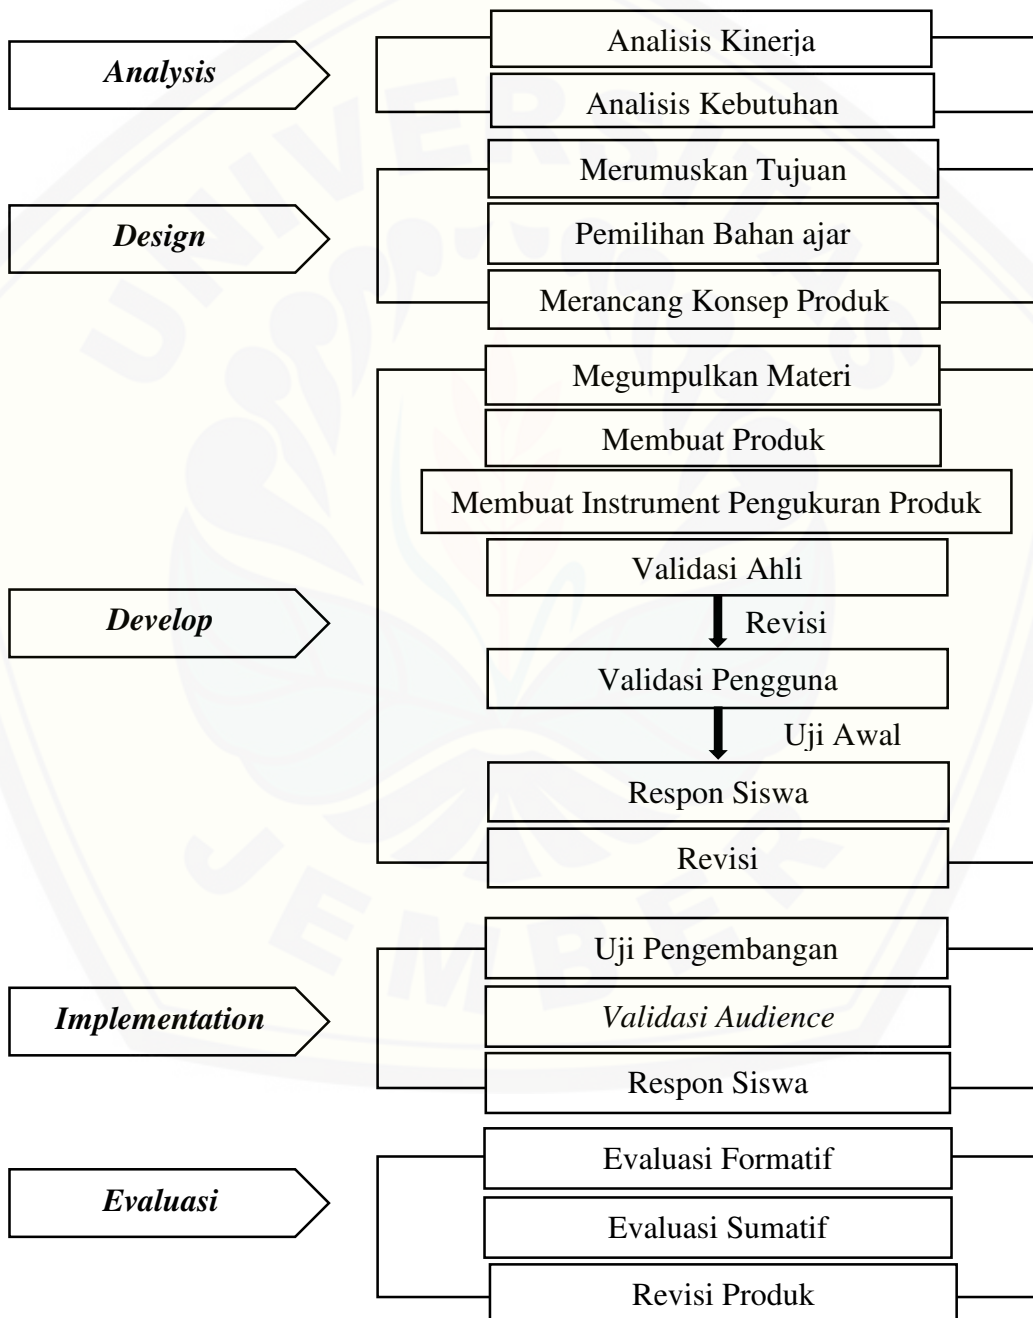 Analysis
Analisis Kinerja
Analisis Kebutuhan
Design
Merumuskan Tujuan
Pemilihan Bahan ajar
Merancang Konsep Produk
Develop
Megumpulkan Materi
Membuat Produk
Membuat Instrument Pengukuran Produk
Validasi Ahli
Revisi
Validasi Pengguna
Uji Awal
Respon Siswa
Revisi
Implementation
Uji Pengembangan
Validasi Audience
Respon Siswa
Evaluasi
Evaluasi Formatif
Evaluasi Sumatif
Revisi Produk
UNIVERSITAS
JEMBER